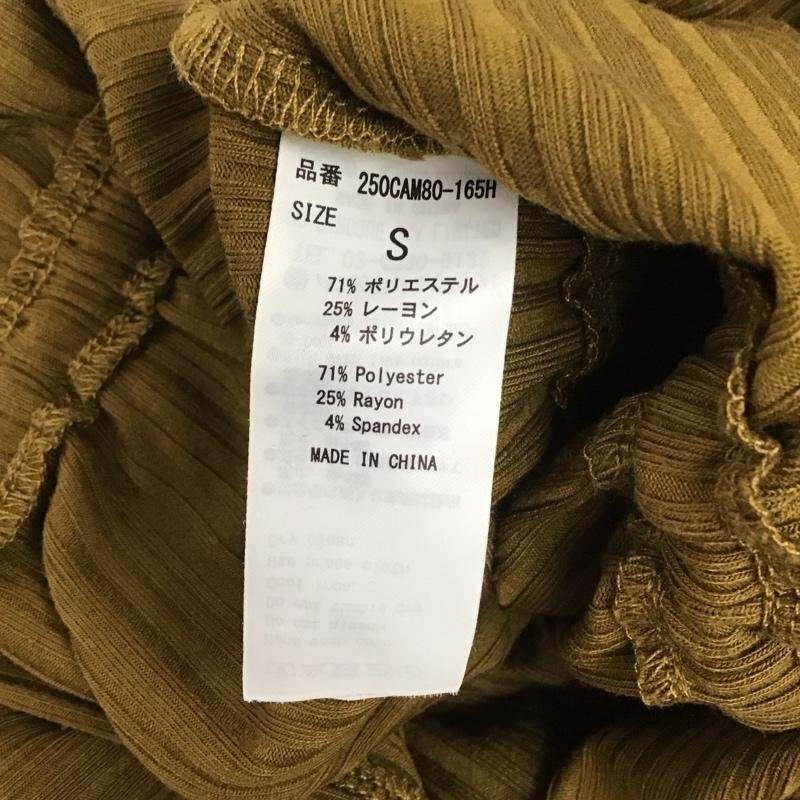 品番 250CAM80-165H
SIZE
S
71% ポリエステル
25% レーヨン
4% ポリウレタン
71% Polyester
25% Rayon
4% Spandex
MADE IN CHINA